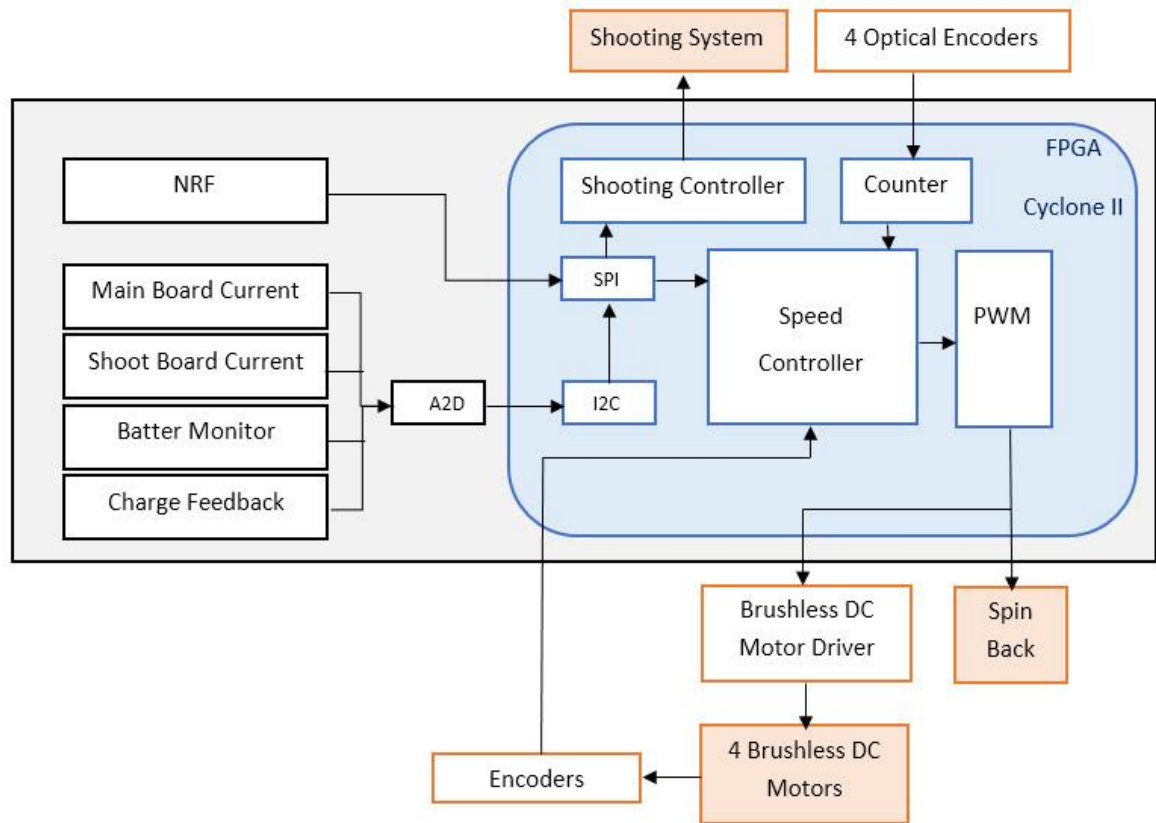 Shooting System
4 Optical Encoders
FPGA
Cyclone II
NRF
Shooting Controller
Counter
Main Board Current
SPI
Speed
Controller
PWM
Shoot Board Current
A2D
I2C
Batter Monitor
Charge Feedback
Brushless DC
Motor Driver
Spin
Back
4 Brushless DC
Motors
Encoders